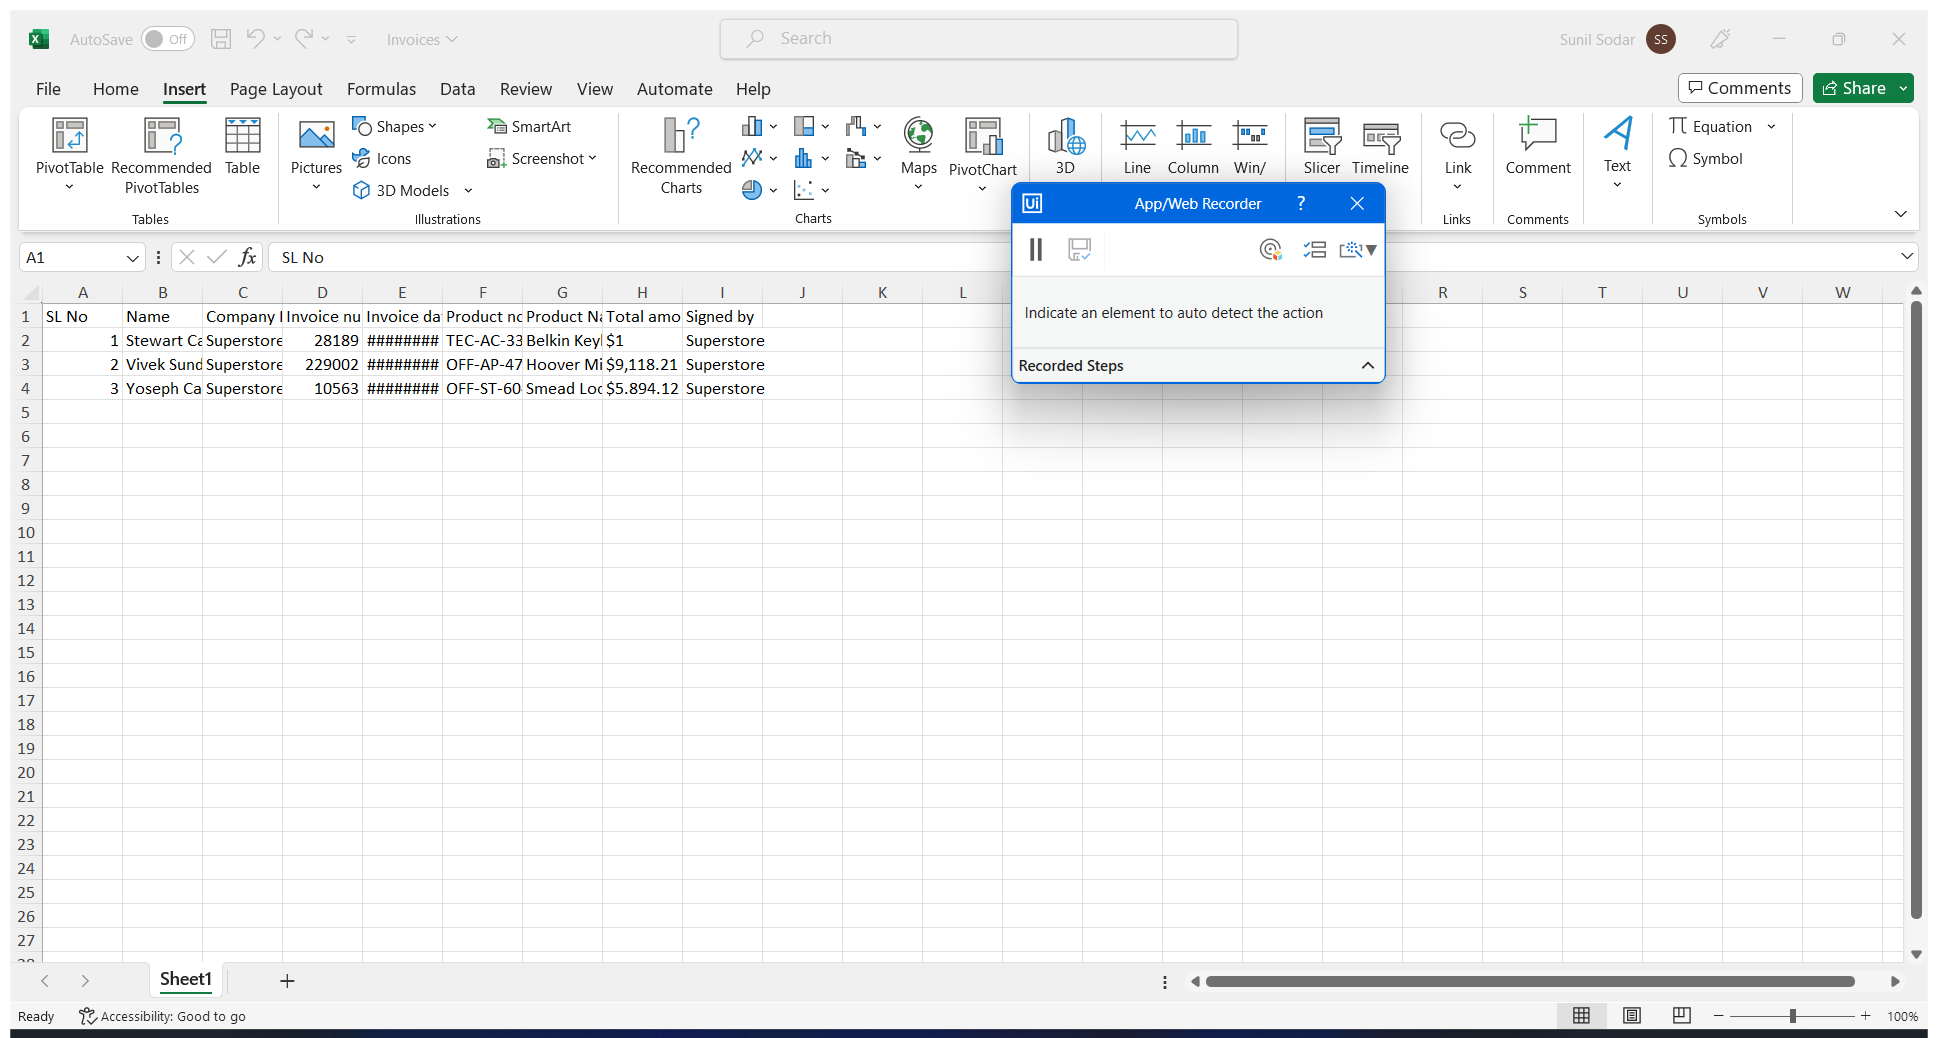 AutoSave Off Invoices Search Sunil Sodar SS
File Home Insert Page Layout Formulas Data Review View Automate Help Comments Share
PivotTable
Recommended PivotTables
Table
Tables
Pictures
Shapes
Icons
3D Models
SmartArt
Screenshot
Illustrations
Recommended Charts
Maps
PivotChart
Charts
3D
Line Column Win/
Slicer Timeline
Link
Links
Comment
Comments
Text
Equation
Symbol
Symbols
Ui App/Web Recorder ?
Indicate an element to auto detect the action
Recorded Steps
A1 fx SL No
A B C D E F G H I J K L R S T U V W
1 SL No Name Company Invoice nu Invoice da Product no Product Na Total amo Signed by
2 1 Stewart Ca Superstore 28189 ######## TEC-AC-33 Belkin Key $1 Superstore
3 2 Vivek Sund Superstore 229002 ######## OFF-AP-47 Hoover Mi $9,118.21 Superstore
4 3 Yoseph Ca Superstore 10563 ######## OFF-ST-60 Smead Loc $5.894.12 Superstore
5
6
7
8
9
10
11
12
13
14
15
16
17
18
19
20
21
22
23
24
25
26
27
Sheet1
Ready Accessibility: Good to go 100%